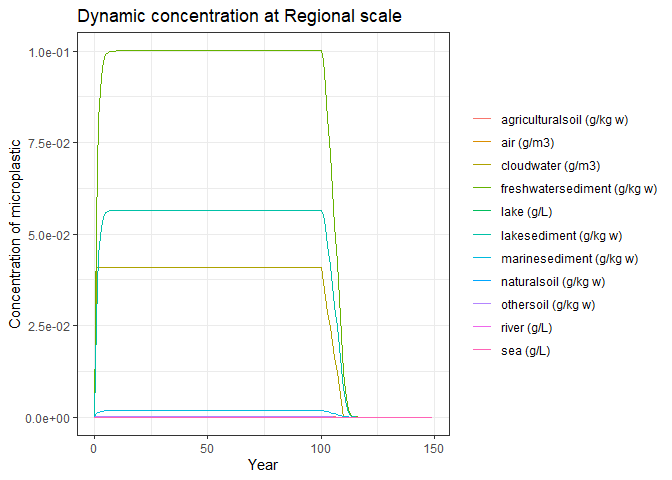 Dynamic concentration at Regional scale
1.0e-01
7.5e-02
5.0e-02
2.5e-02
0.0e+00
Concentration of microplastic
0
50
100
150
Year
agriculturalsoil (g/kg w)
air (g/m3)
cloudwater (g/m3)
freshwatersediment (g/kg w)
lake (g/L)
lakesediment (g/kg w)
marinesediment (g/kg w)
naturalsoil (g/kg w)
othersoil (g/kg w)
river (g/L)
sea (g/L)